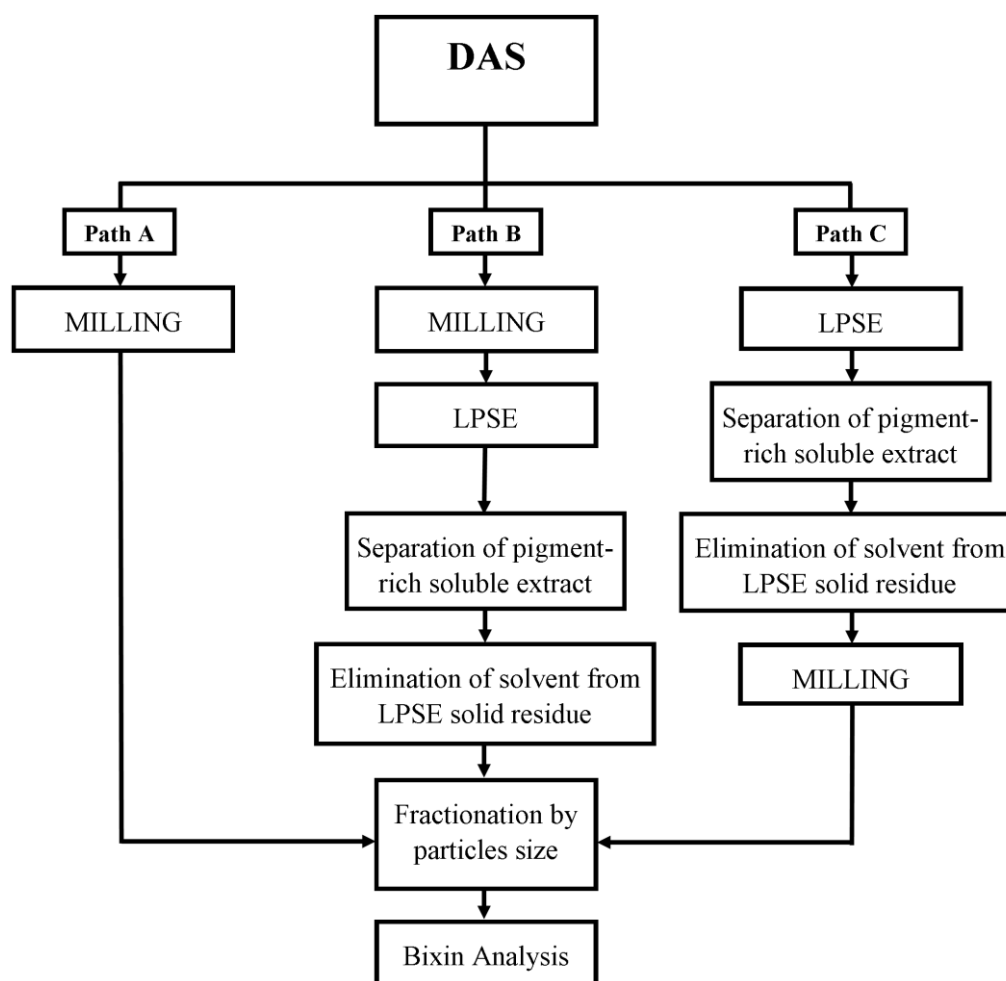 DAS
Path A
Path B
Path C
MILLING
MILLING
LPSE
LPSE
Separation of pigment-
rich soluble extract
Separation of pigment-
rich soluble extract
Elimination of solvent from
LPSE solid residue
Elimination of solvent from
LPSE solid residue
MILLING
Fractionation by
particles size
Bixin Analysis